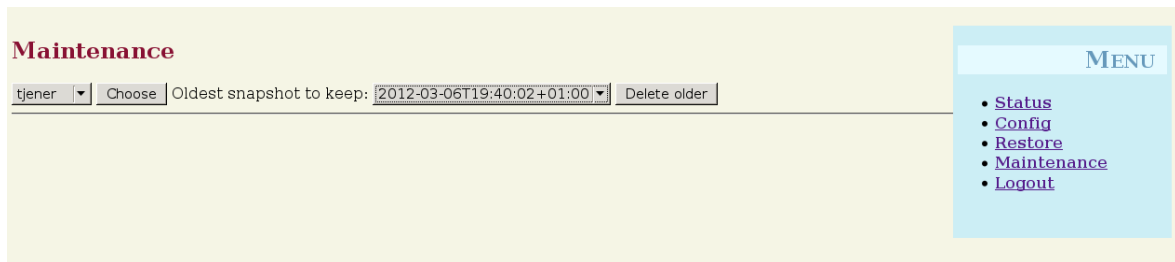 Maintenance
tjener Choose Oldest snapshot to keep: 2012-03-06T19:40:02+01:00 Delete older
MENU
Status
Config
Restore
Maintenance
Logout